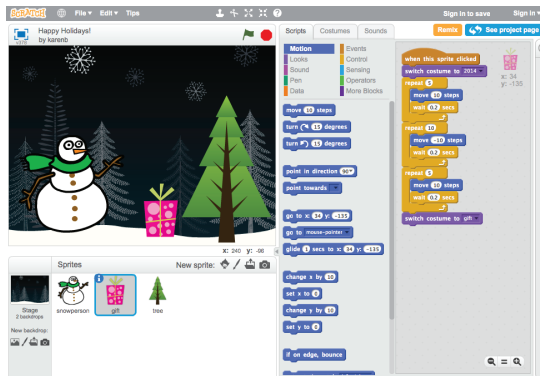 SCRATCH File Edit Tips Sign in to save Sign in
Happy Holidays!
by karenb
Scripts Costumes Sounds
Remix See project page
Motion Events
Looks Control
Sound Sensing
Pen Operators
Data More Blocks
move 10 steps
turn 15 degrees
turn 15 degrees
point in direction 90
point towards
go to x: 34 y: -135
go to mouse-pointer
glide 1 secs to x: 34 y: -135
change x by 10
set x to 0
change y by 10
set y to 0
if on edge, bounce
when this sprite clicked
switch costume to 2014
repeat 5
move 10 steps
wait 0.2 secs
repeat 10
move -10 steps
wait 0.2 secs
repeat 5
move 10 steps
wait 0.2 secs
switch costume to gift
x: 34
y: -135
x: 240 y: -96
Sprites New sprite:
Stage
2 backdrops
New backdrop:
snowperson gift tree